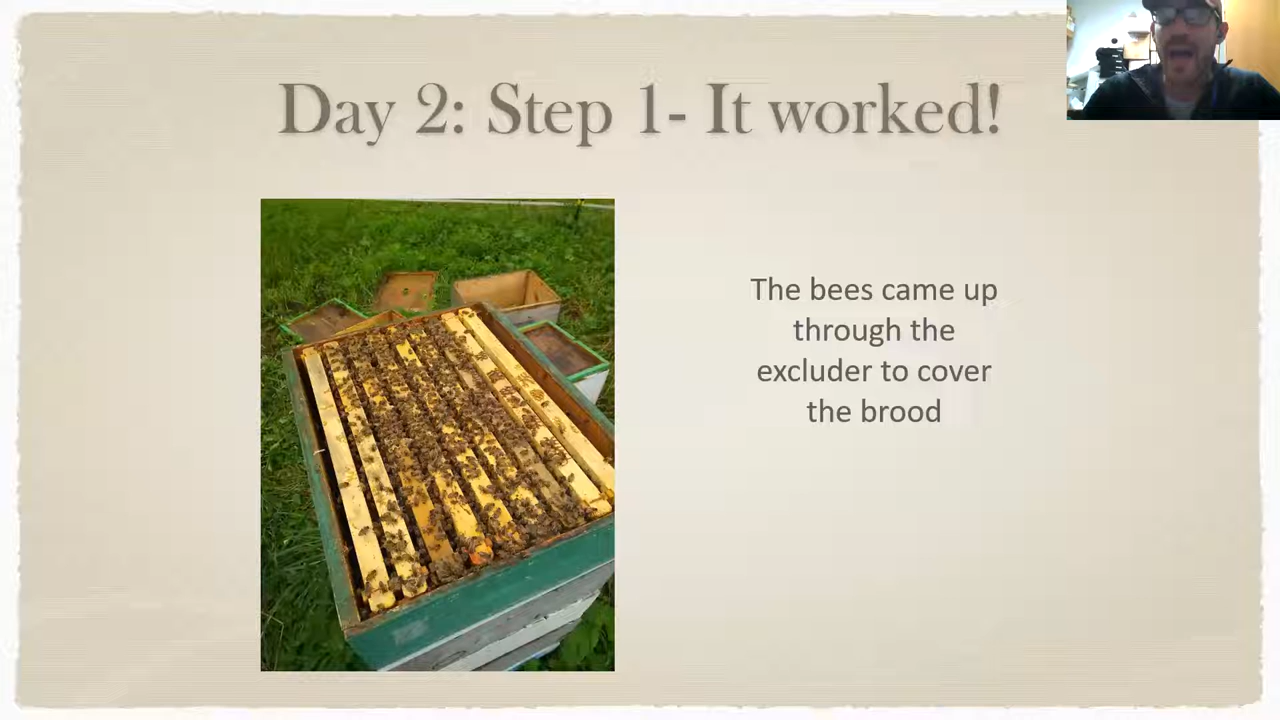 Day 2: Step 1- It worked!
The bees came up
through the
excluder to cover
the brood